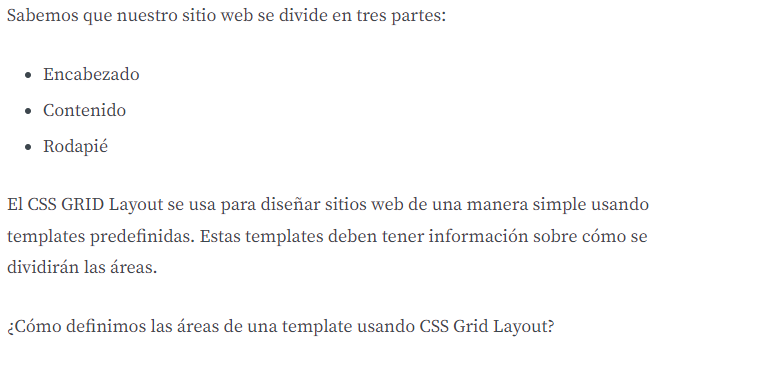 Sabemos que nuestro sitio web se divide en tres partes:
• Encabezado
• Contenido
• Rodapié
El CSS GRID Layout se usa para diseñar sitios web de una manera simple usando
templates predefinidas. Estas templates deben tener información sobre cómo se
dividirán las áreas.
¿Cómo definimos las áreas de una template usando CSS Grid Layout?